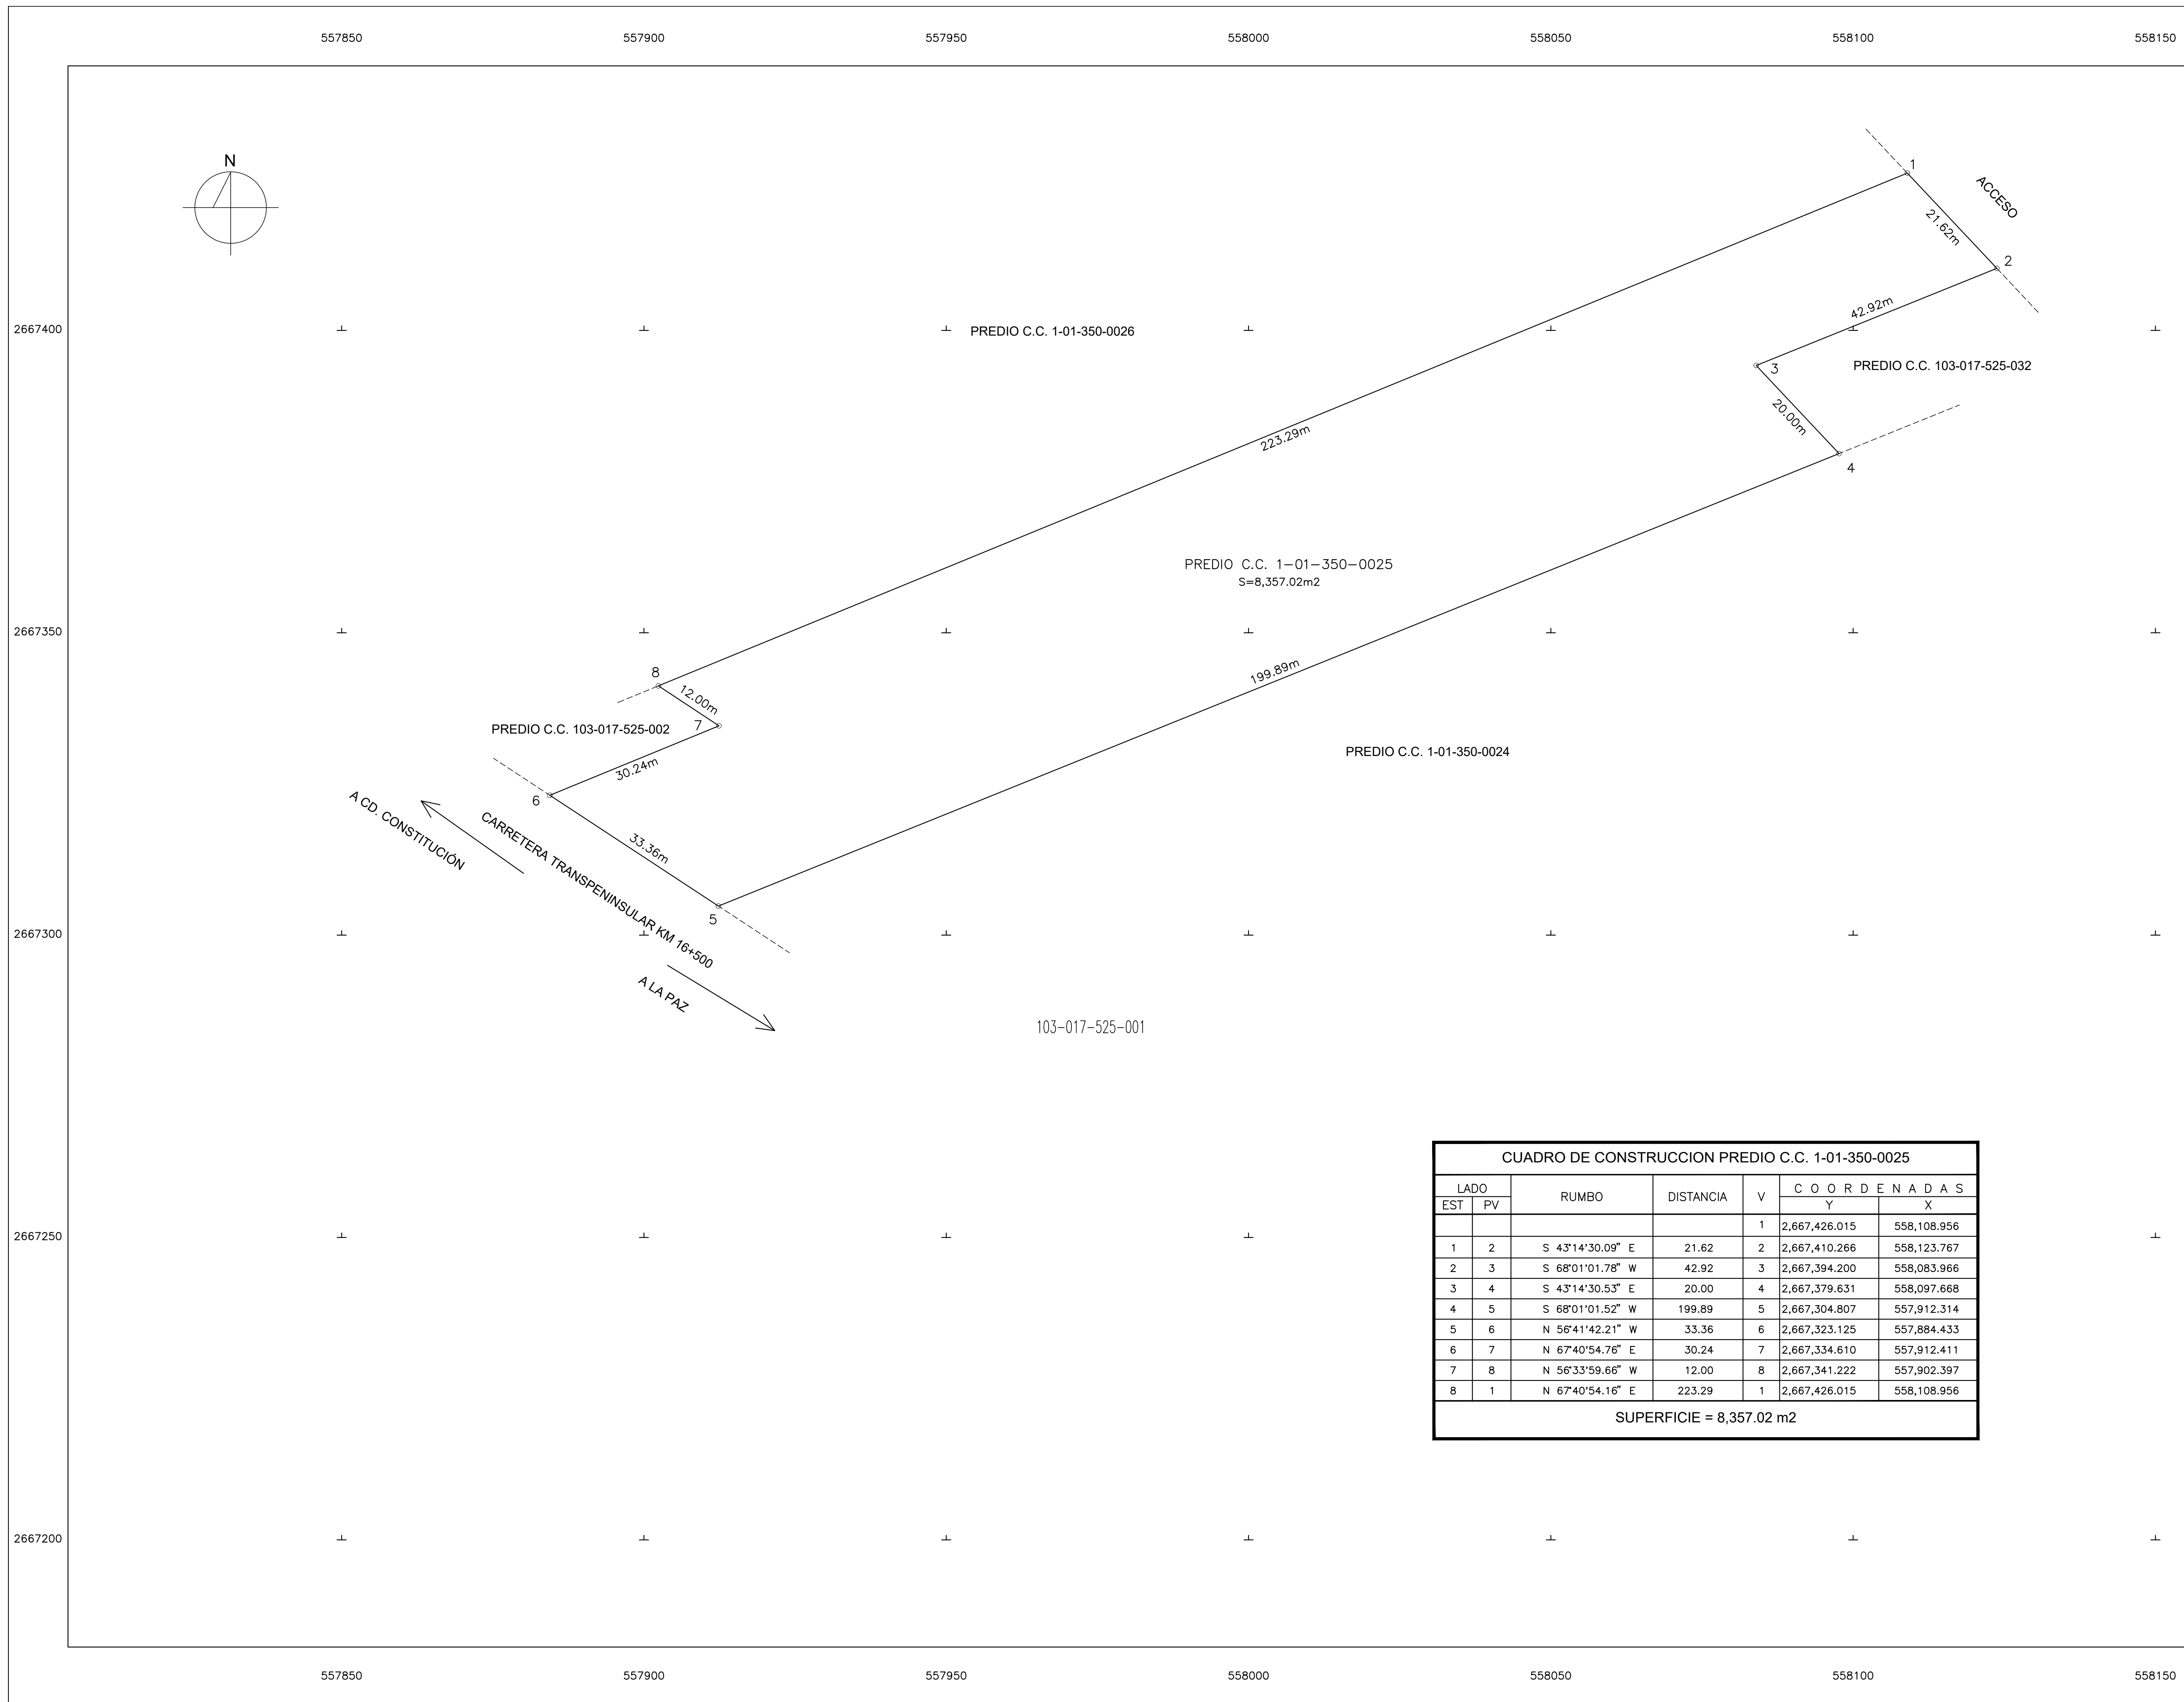 557850 557900 557950 558000 558050 558100 558150
N
1
ACCESO
21.62m
2
42.92m
2667400
PREDIO C.C. 1-01-350-0026
3
PREDIO C.C. 103-017-525-032
20.00m
223.29m
4
PREDIO C.C. 1-01-350-0025
S=8,357.02m2
2667350
199.89m
8
12.00m
7
PREDIO C.C. 103-017-525-002
PREDIO C.C. 1-01-350-0024
30.24m
6
A CD. CONSTITUCIÓN
CARRETERA TRANSPENINSULAR KM 16+500
33.36m
5
2667300
A LA PAZ
103-017-525-001
CUADRO DE CONSTRUCCION PREDIO C.C. 1-01-350-0025
LADO RUMBO DISTANCIA V COORDENADAS
EST PV Y X
1 2,667,426.015 558,108.956
1 2 S 43°14'30.09" E 21.62 2 2,667,410.266 558,123.767
2 3 S 68°01'01.78" W 42.92 3 2,667,394.200 558,083.966
3 4 S 43°14'30.53" E 20.00 4 2,667,379.631 558,097.668
4 5 S 68°01'01.52" W 199.89 5 2,667,304.807 557,912.314
5 6 N 56°41'42.21" W 33.36 6 2,667,323.125 557,884.433
6 7 N 67°40'54.76" E 30.24 7 2,667,334.610 557,912.411
7 8 N 56°33'59.66" W 12.00 8 2,667,341.222 557,902.397
8 1 N 67°40'54.16" E 223.29 1 2,667,426.015 558,108.956
SUPERFICIE = 8,357.02 m2
2667250
2667200
557850 557900 557950 558000 558050 558100 558150